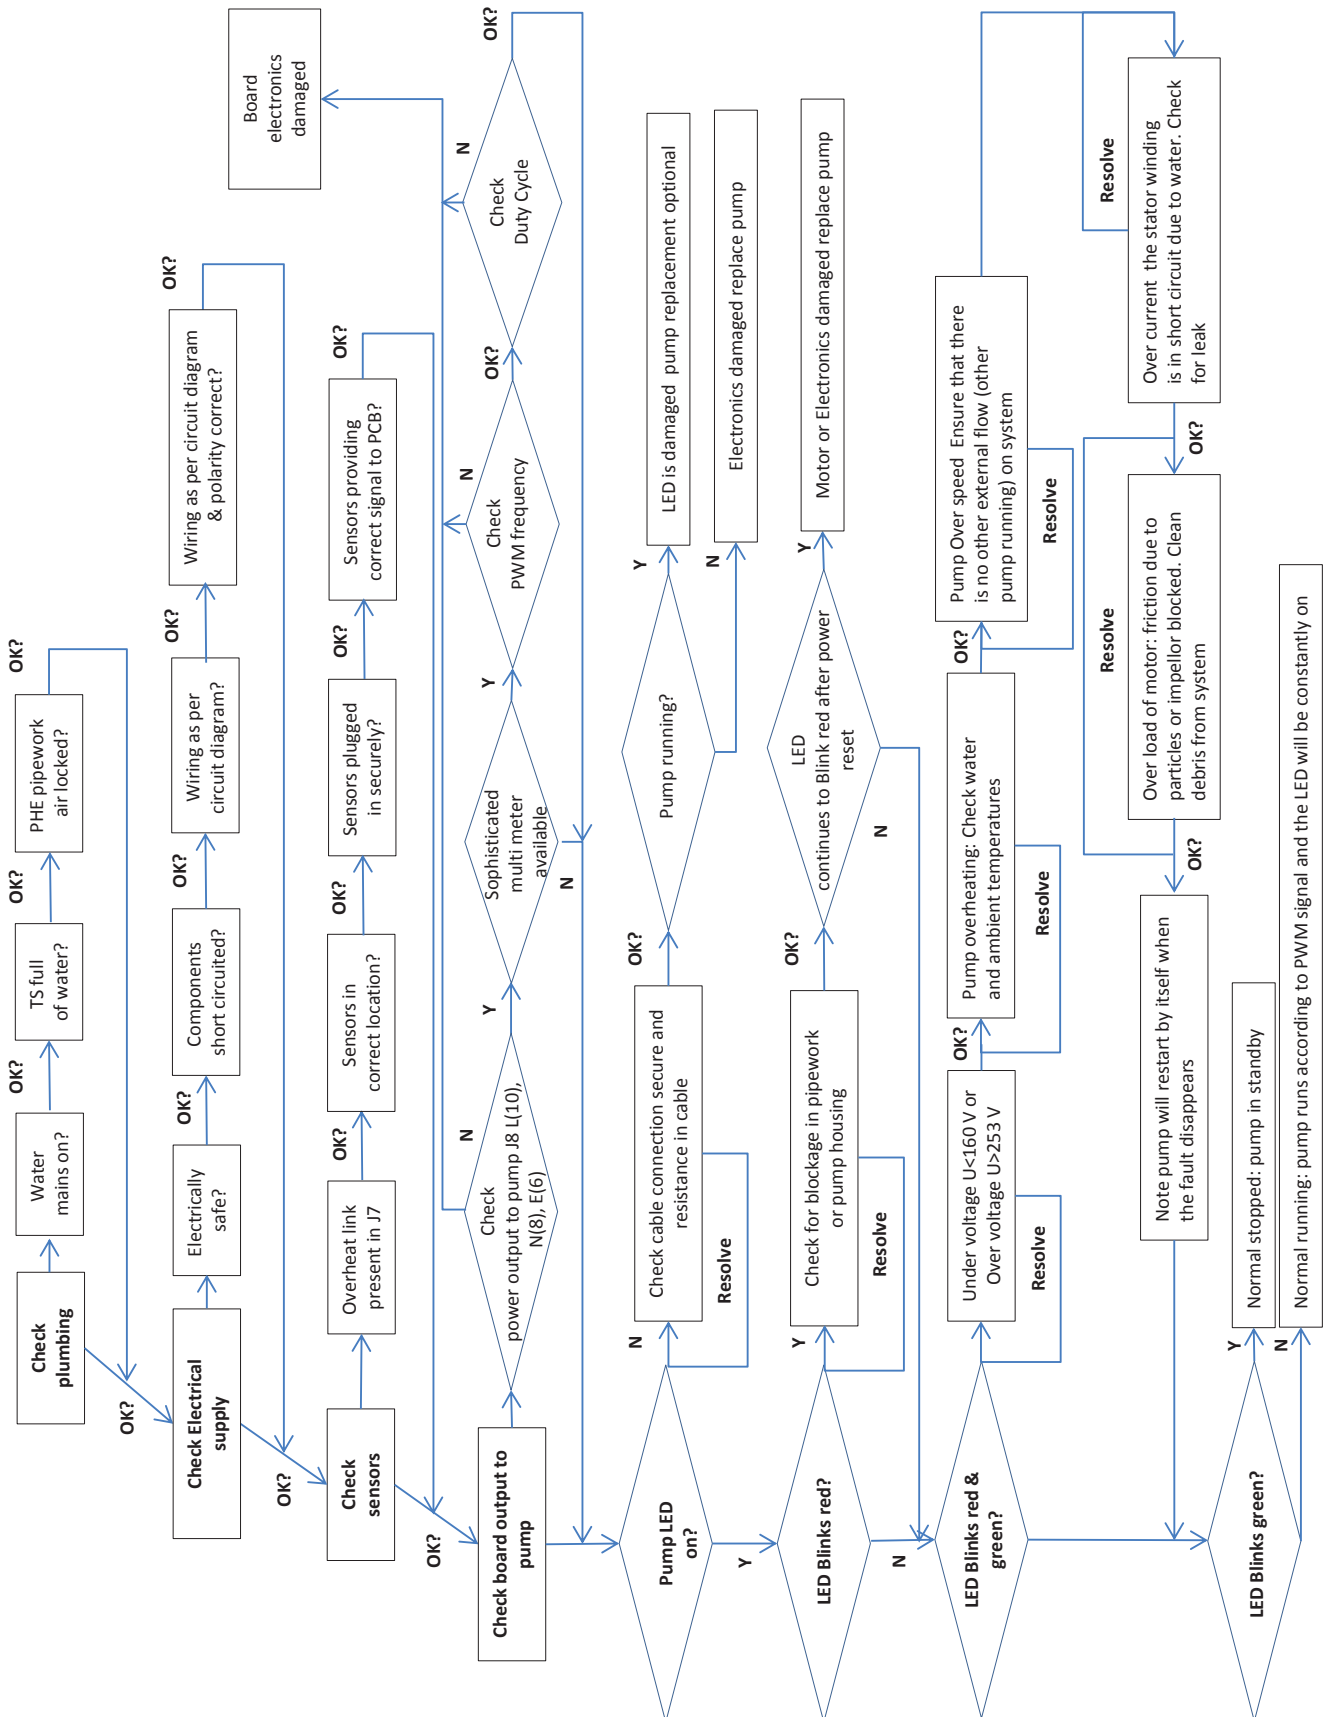 Check
plumbing
Water
mains on?
OK?
TS full
of water?
OK?
PHE pipework
air locked?
OK?
OK?
Check Electrical
supply
Electrically
safe?
OK?
Components
short circuited?
OK?
Wiring as per
circuit diagram?
OK?
Wiring as per circuit diagram
& polarity correct?
OK?
OK?
Check
sensors
Overheat link
present in J7
OK?
Sensors in
correct location?
OK?
Sensors plugged
in securely?
OK?
Sensors providing
correct signal to PCB?
OK?
OK?
Board
electronics
damaged
Check board output to
pump
Check
power output to pump J8 L(10),
N(8), E(6)
N
Y
Sophisticated
multi meter
available
N
Y
Check
PWM frequency
N
OK?
Check
Duty Cycle
N
OK?
Pump LED
on?
N
Check cable connection secure and
resistance in cable
Resolve
OK?
Pump running?
Y
LED is damaged pump replacement optional
N
Electronics damaged replace pump
Y
LED Blinks red?
Y
Check for blockage in pipework
or pump housing
Resolve
OK?
LED
continues to Blink red after power
reset
Y
Motor or Electronics damaged replace pump
N
N
LED Blinks red &
green?
Under voltage U<160 V or
Over voltage U>253 V
Resolve
OK?
Pump overheating: Check water
and ambient temperatures
Resolve
OK?
Pump Over speed Ensure that there
is no other external flow (other
pump running) on system
Resolve
Resolve
Over current the stator winding
is in short circuit due to water. Check
for leak
OK?
Resolve
Over load of motor: friction due to
particles or impellor blocked. Clean
debris from system
OK?
Note pump will restart by itself when
the fault disappears
LED Blinks green?
Y
Normal stopped: pump in standby
N
Normal running: pump runs according to PWM signal and the LED will be constantly on